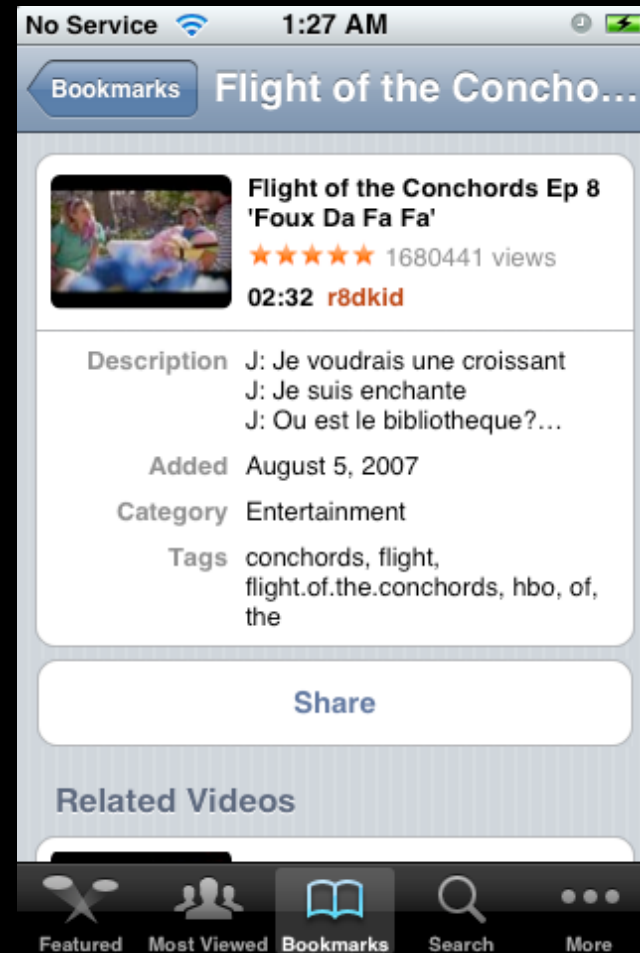 No Service 1:27 AM
Bookmarks Flight of the Concho...
Flight of the Conchords Ep 8
'Foux Da Fa Fa'
1680441 views
02:32 r8dkid
Description J: Je voudrais une croissant
J: Je suis enchante
J: Ou est le bibliotheque?...
Added August 5, 2007
Category Entertainment
Tags conchords, flight,
flight.of.the.conchords, hbo, of,
the
Share
Related Videos
Featured Most Viewed Bookmarks Search More